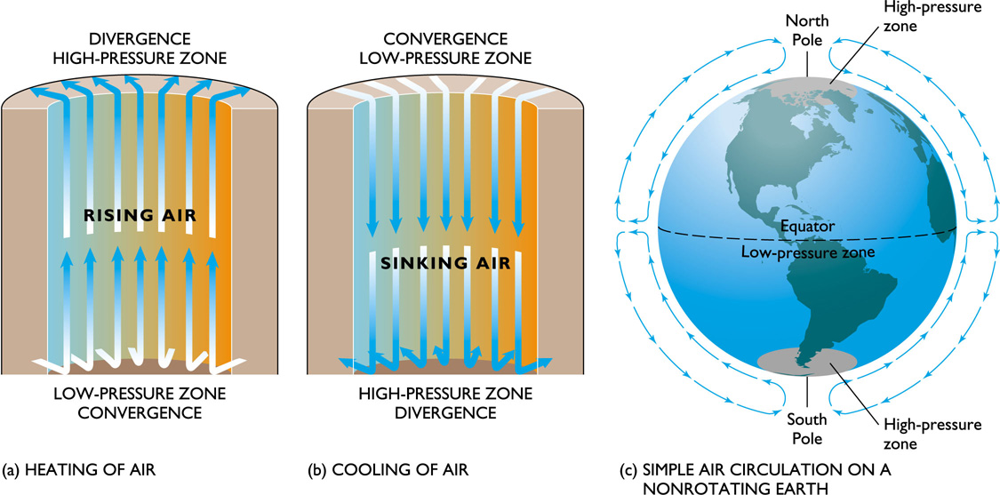 DIVERGENCE
HIGH-PRESSURE ZONE
RISING AIR
LOW-PRESSURE ZONE
CONVERGENCE
(a) HEATING OF AIR
CONVERGENCE
LOW-PRESSURE ZONE
SINKING AIR
HIGH-PRESSURE ZONE
DIVERGENCE
(b) COOLING OF AIR
North
Pole
High-pressure
zone
Equator
Low-pressure zone
South
Pole
High-pressure
zone
(c) SIMPLE AIR CIRCULATION ON A
NONROTATING EARTH